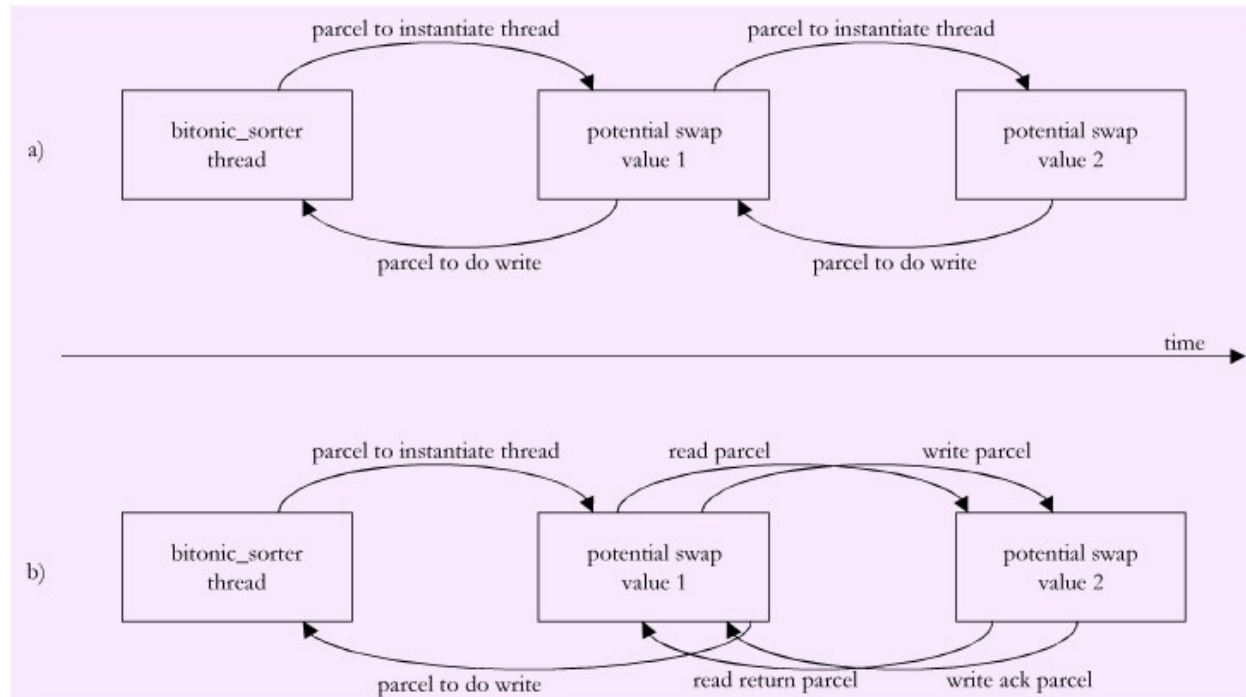 parcel to instantiate thread
parcel to instantiate thread
a)
bitonic_sorter
thread
potential swap
value 1
potential swap
value 2
parcel to do write
parcel to do write
time
parcel to instantiate thread
read parcel
write parcel
b)
bitonic_sorter
thread
potential swap
value 1
potential swap
value 2
parcel to do write
read return parcel
write ack parcel